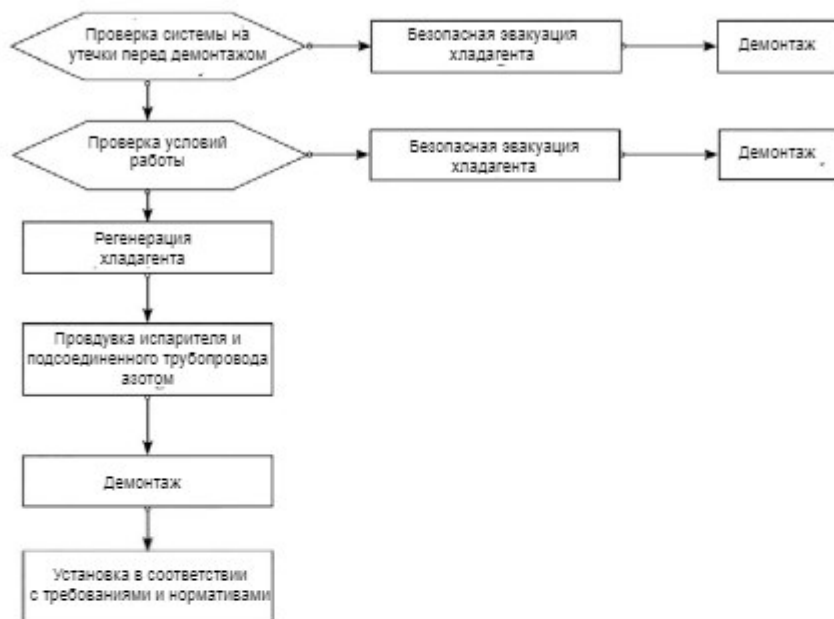 Проверка системы на
утечки перед демонтажом
Безопасная эвакуация
хладагента
Демонтаж
Проверка условий
работы
Безопасная эвакуация
хладагента
Демонтаж
Регенерация
хладагента
Провдувка испарителя и
подсоединенного трубопровода
азотом
Демонтаж
Установка в соответствии
с требованиями и нормативами